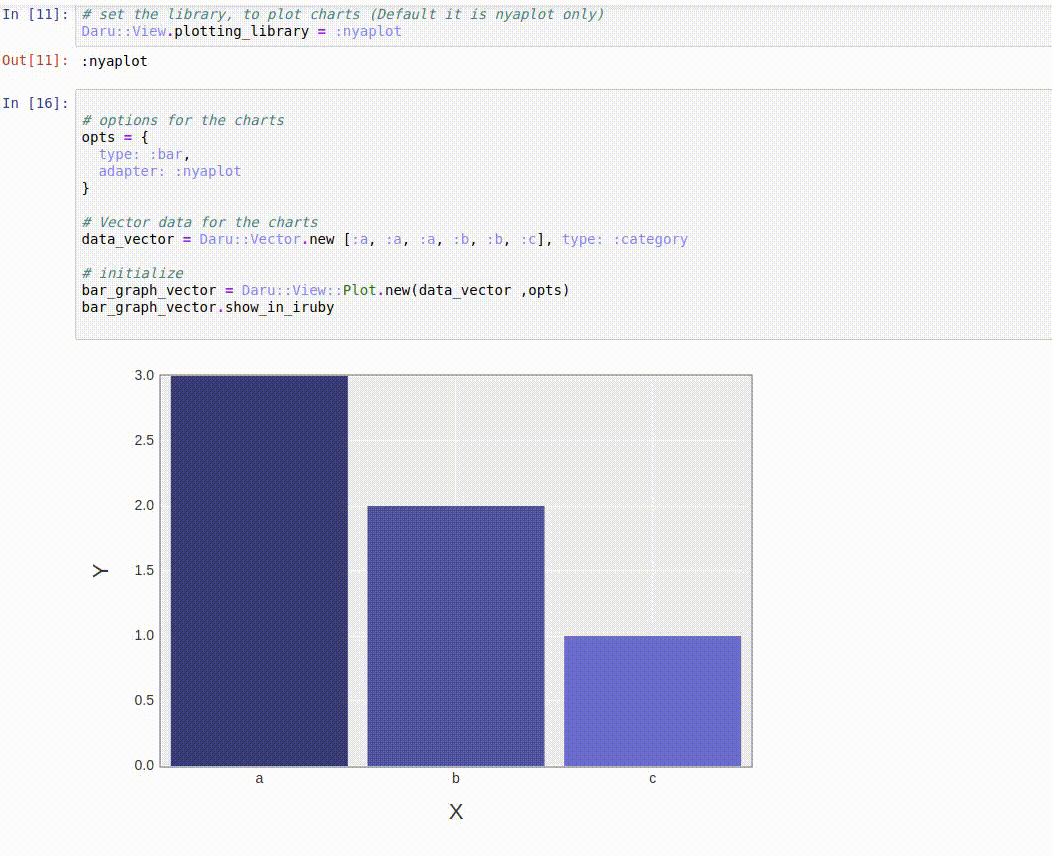 In [11]: # set the library, to plot charts (Default it is nyaplot only)
Daru::View.plotting_library = :nyaplot
Out[11]: :nyaplot
In [16]:
# options for the charts
opts = {
  type: :bar,
  adapter: :nyaplot
}
# Vector data for the charts
data_vector = Daru::Vector.new [:a, :a, :a, :b, :b, :c], type: :category
# initialize
bar_graph_vector = Daru::View::Plot.new(data_vector ,opts)
bar_graph_vector.show_in_iruby
3.0
2.5
2.0
1.5
1.0
0.5
0.0
Y
a b c
X